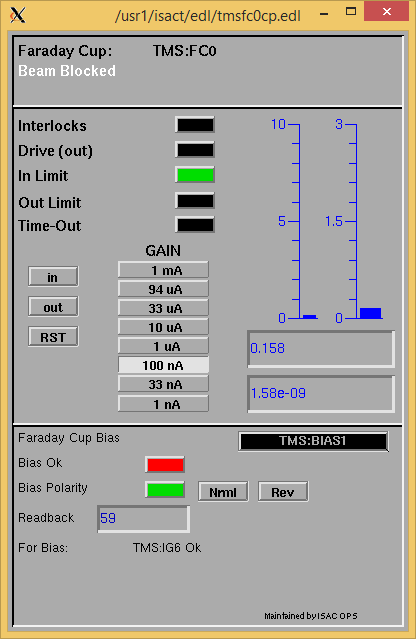 /usr1/isact/edl/tmsfc0cp.edl
Faraday Cup: TMS:FC0
Beam Blocked
Interlocks
Drive (out)
In Limit
Out Limit
Time-Out
10
5
0
3
1.5
0
GAIN
1 mA
94 uA
33 uA
10 uA
1 uA
100 nA
33 nA
1 nA
in
out
RST
0.158
1.58e-09
Faraday Cup Bias TMS:BIAS1
Bias Ok
Bias Polarity Nrml Rev
Readback 59
For Bias: TMS:IG6 Ok
Maintained by ISAC OPS